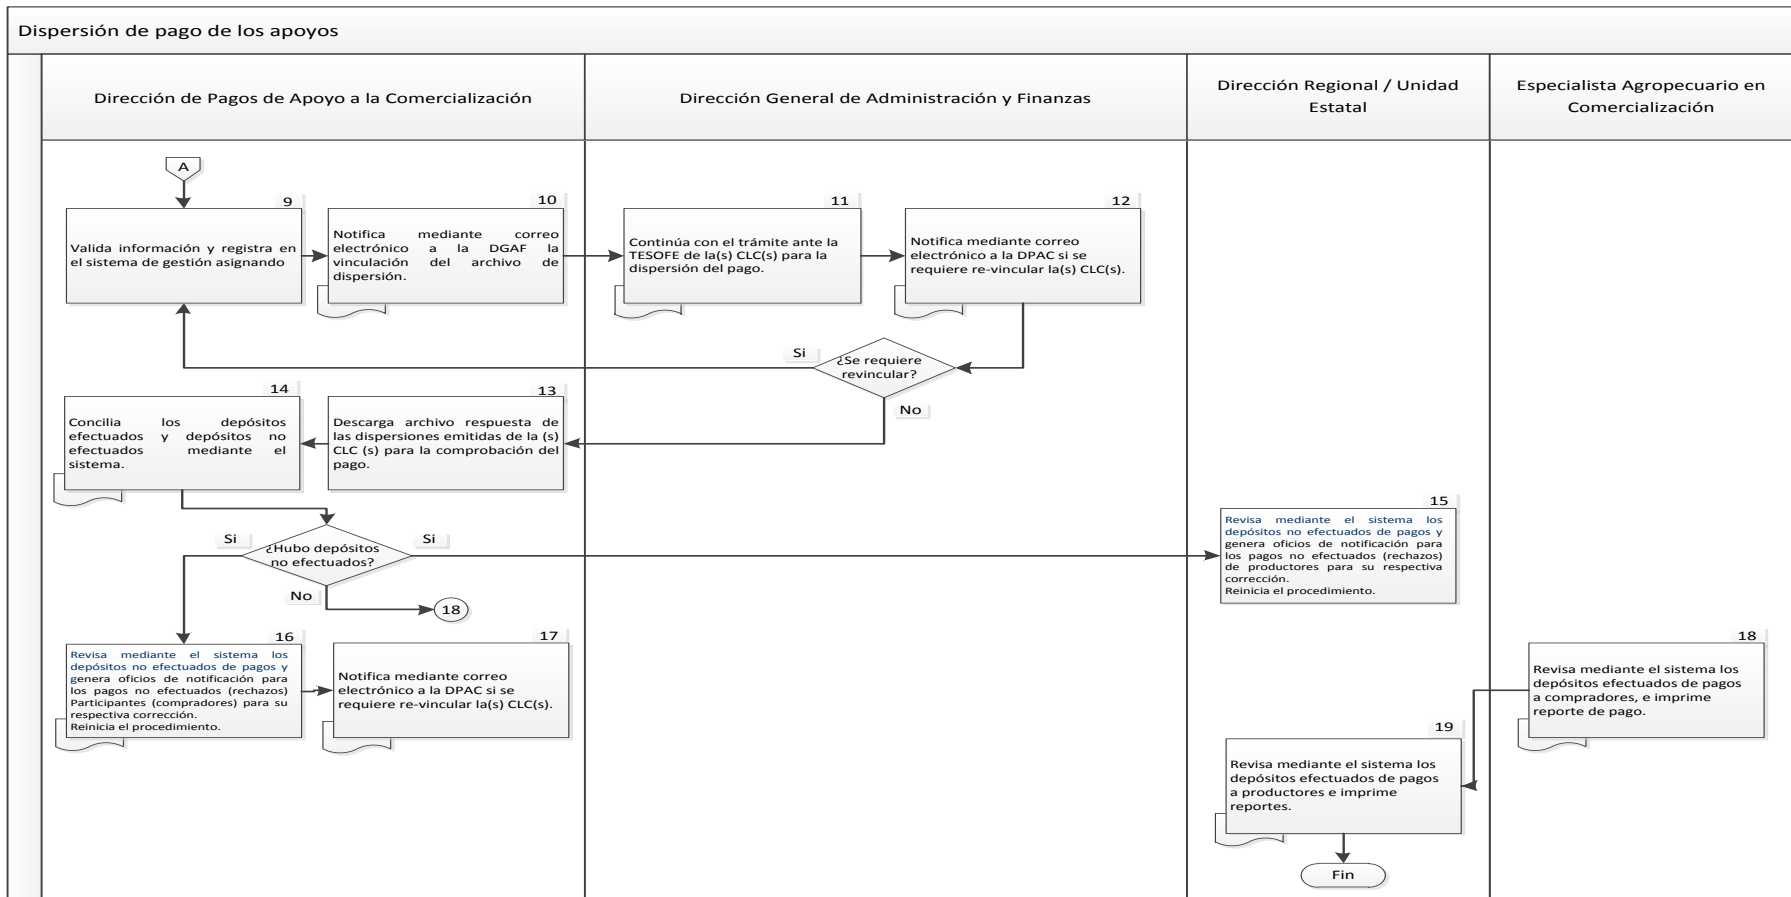 Dispersión de pago de los apoyos
Dirección de Pagos de Apoyo a la Comercialización
Dirección General de Administración y Finanzas
Dirección Regional / Unidad
Estatal
Especialista Agropecuario en
Comercialización
A
9
Valida información y registra en
el sistema de gestión asignando
10
Notifica mediante correo
electrónico a la DGAF la
vinculación del archivo de
dispersión.
11
Continúa con el trámite ante la
TESOFE de la(s) CLC(s) para la
dispersión del pago.
12
Notifica mediante correo
electrónico a la DPAC si se
requiere re-vincular la(s) CLC(s).
Si
¿Se requiere
revincular?
No
14
Concilia los depósitos
efectuados y depósitos no
efectuados mediante el
sistema.
13
Descarga archivo respuesta de
las dispersiones emitidas de la (s)
CLC (s) para la comprobación del
pago.
Si
¿Hubo depósitos
no efectuados?
Si
No
18
15
Revisa mediante el sistema los
depósitos no efectuados de pagos y
genera oficios de notificación para
los pagos no efectuados (rechazos)
de productores para su respectiva
corrección.
Reinicia el procedimiento.
16
Revisa mediante el sistema los
depósitos no efectuados de pagos y
genera oficios de notificación para
los pagos no efectuados (rechazos)
Participantes (compradores) para su
respectiva corrección.
Reinicia el procedimiento.
17
Notifica mediante correo
electrónico a la DPAC si se
requiere re-vincular la(s) CLC(s).
18
Revisa mediante el sistema los
depósitos efectuados de pagos
a compradores, e imprime
reporte de pago.
19
Revisa mediante el sistema los
depósitos efectuados de pagos
a productores e imprime
reportes.
Fin